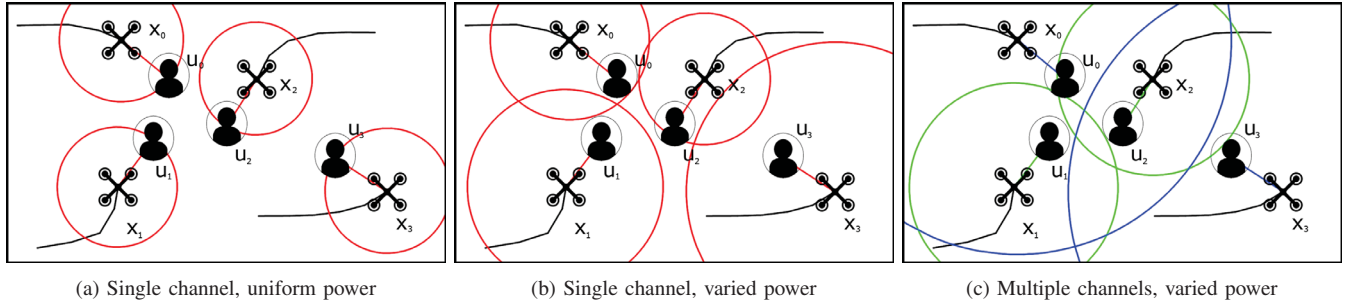 x₀
u₀
x₂
u₂
u₁
u₃
x₁
x₃
(a) Single channel, uniform power
x₀
u₀
x₂
u₂
u₁
u₃
x₁
x₃
(b) Single channel, varied power
x₀
u₀
x₂
u₂
u₁
u₃
x₁
x₃
(c) Multiple channels, varied power